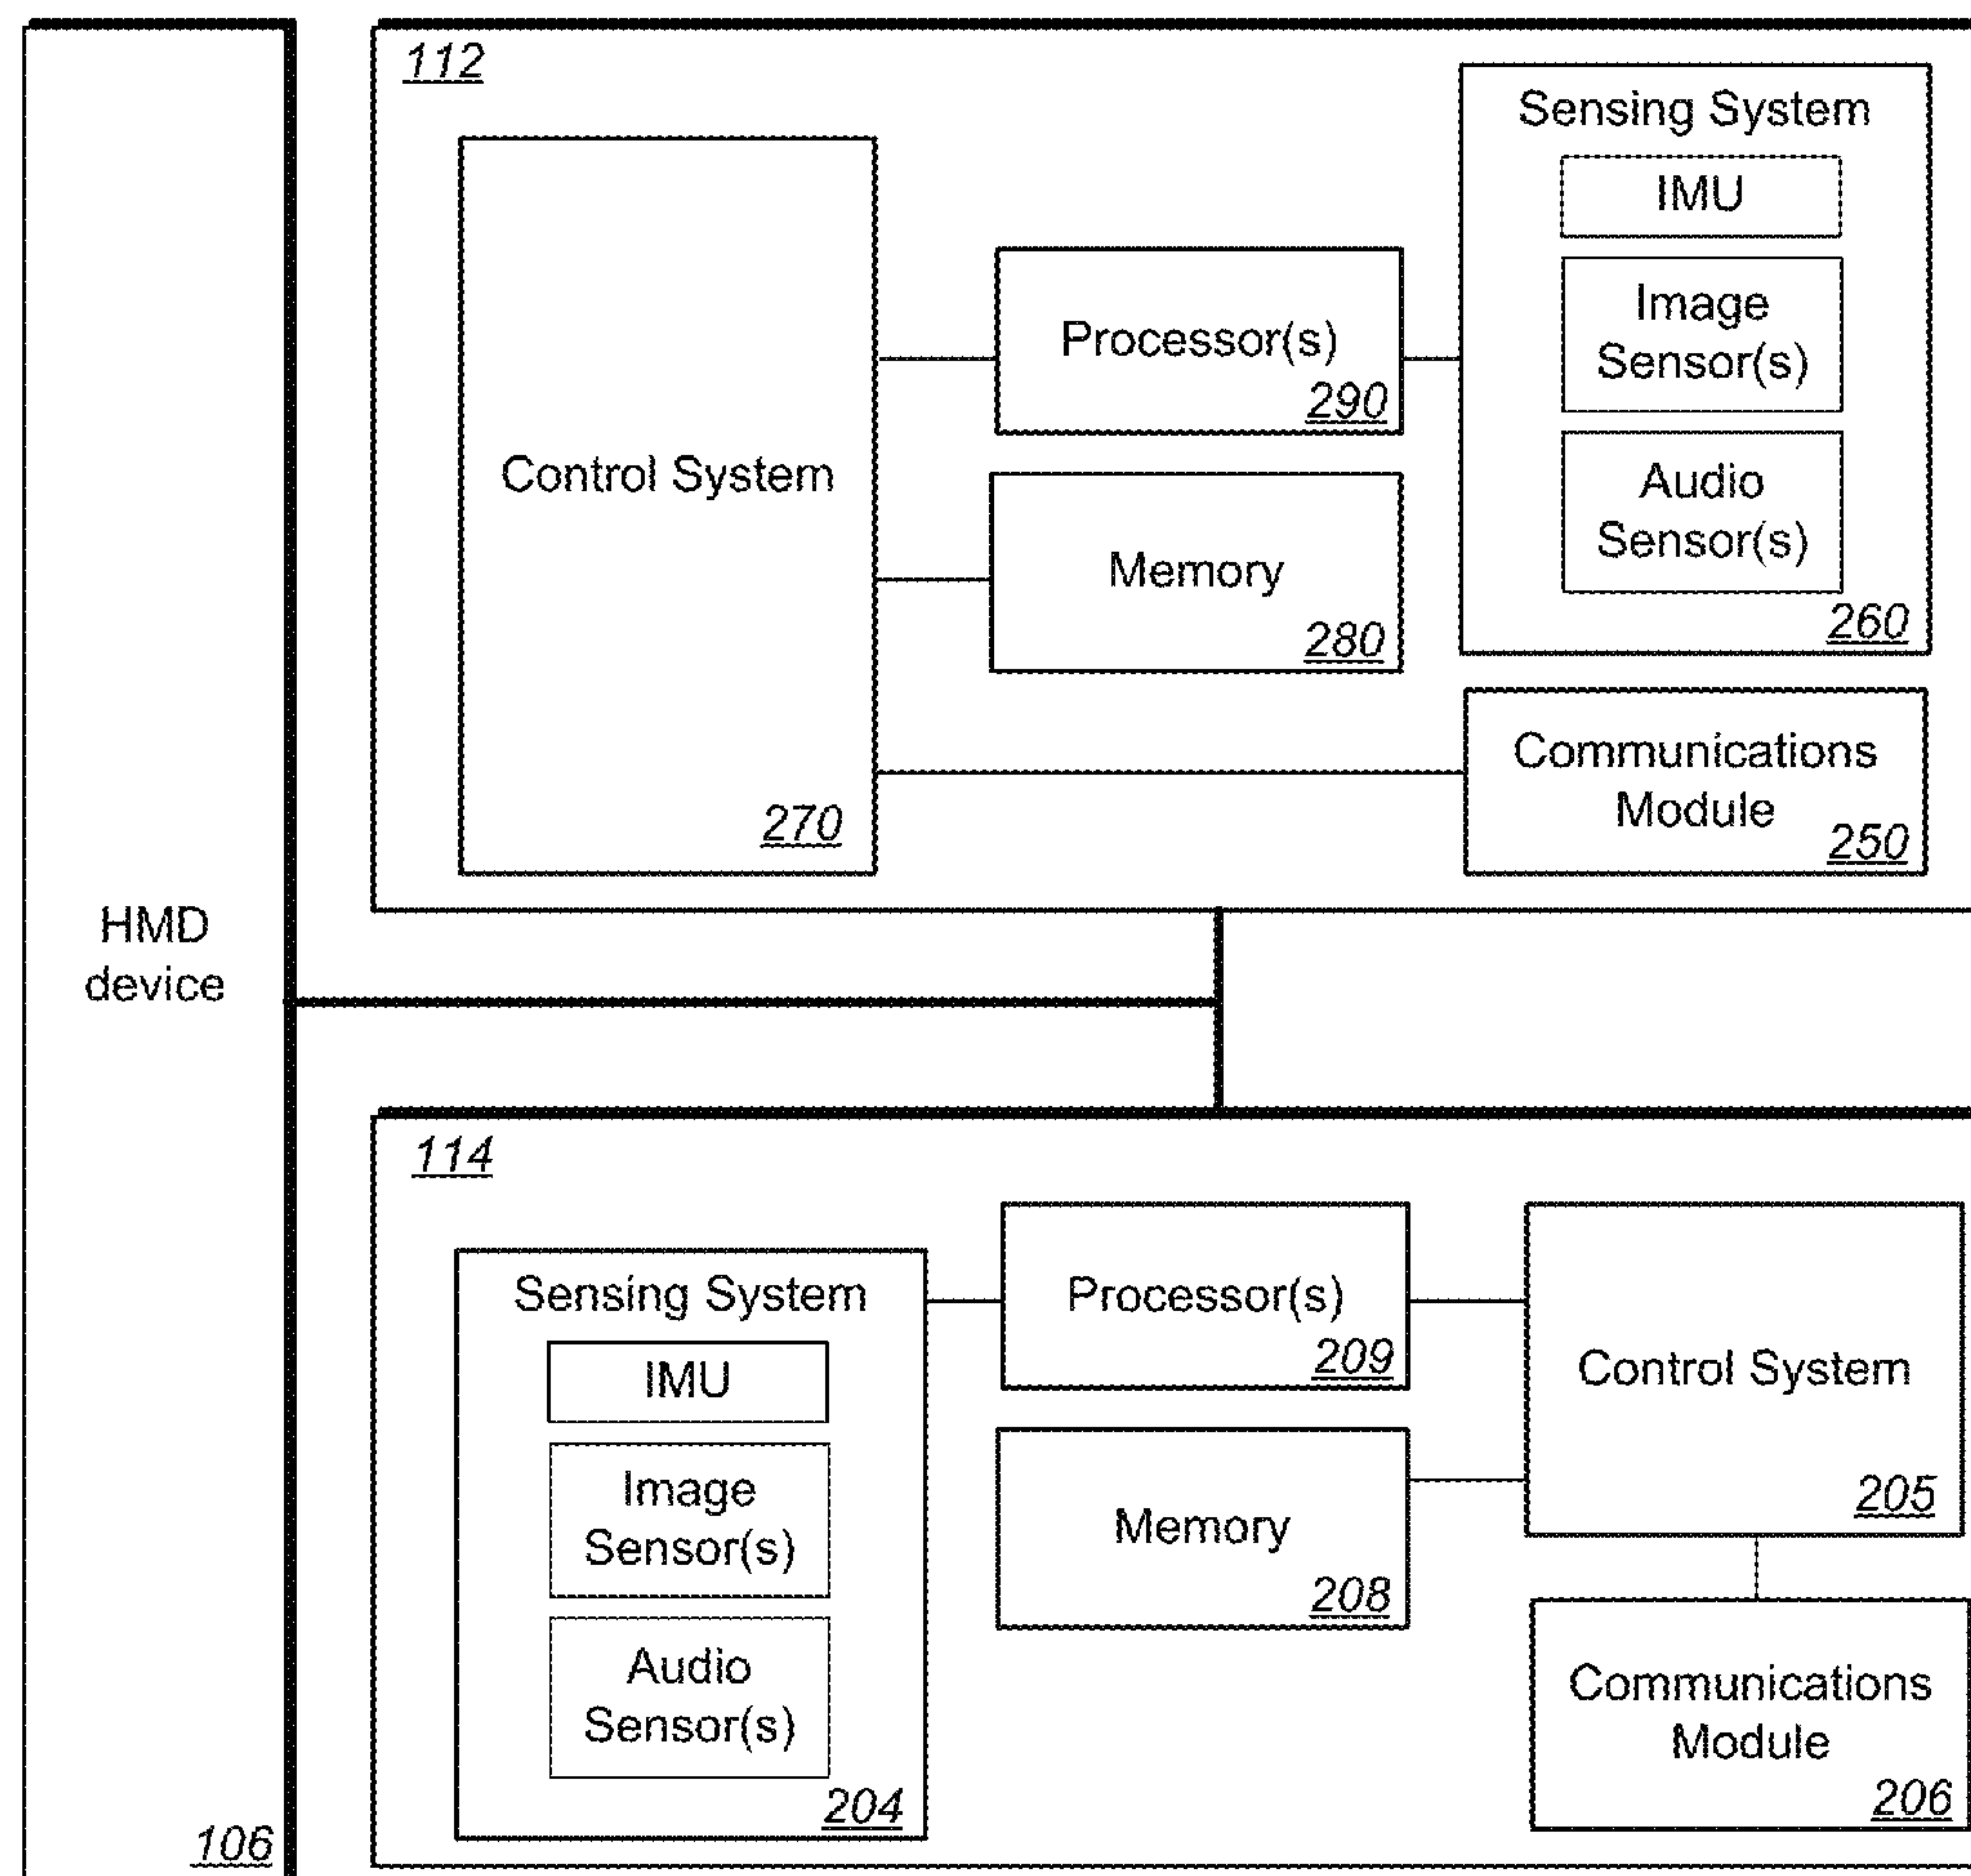 112
Sensing System
IMU
Image
Sensor(s)
Audio
Sensor(s)
260
Control System
270
Processor(s)
290
Memory
280
Communications
Module
250
HMD
device
106
114
Sensing System
IMU
Image
Sensor(s)
Audio
Sensor(s)
204
Processor(s)
209
Memory
208
Control System
205
Communications
Module
206